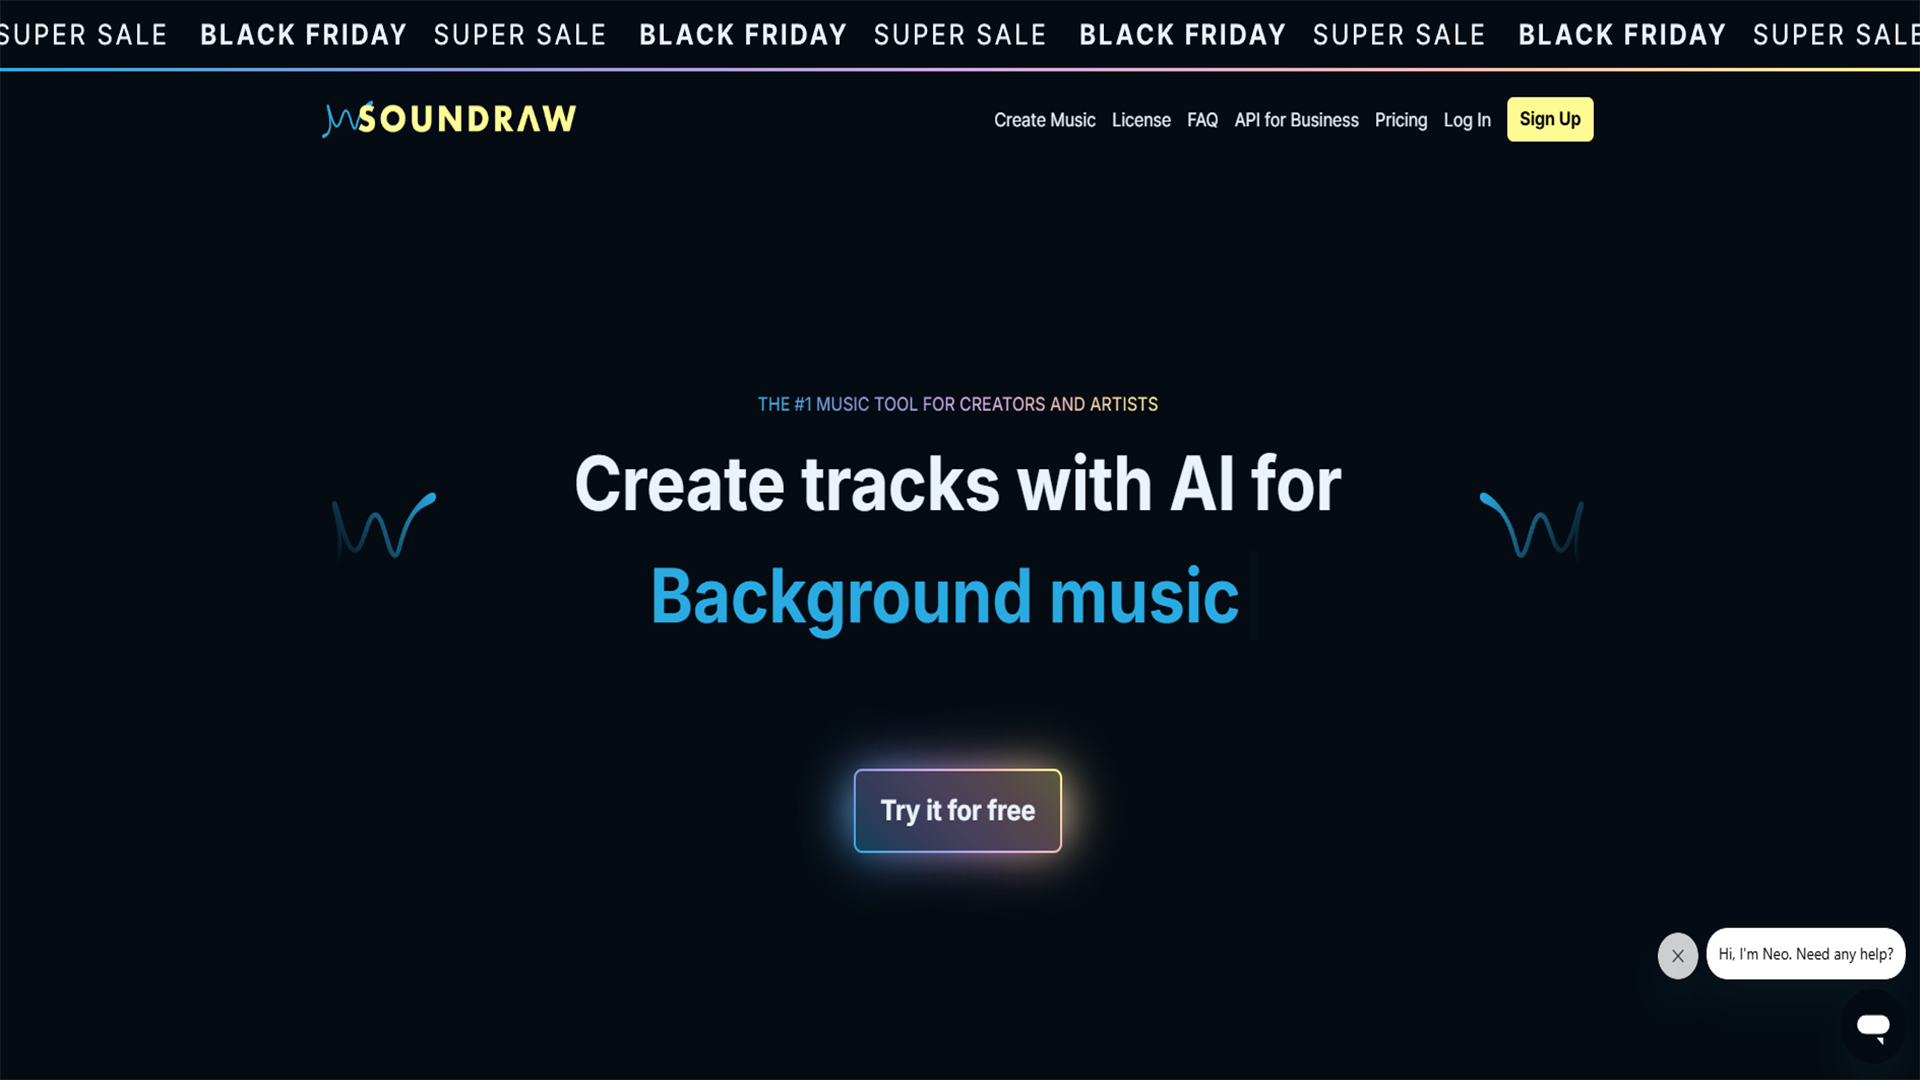 SUPER SALE BLACK FRIDAY SUPER SALE BLACK FRIDAY SUPER SALE BLACK FRIDAY SUPER SALE BLACK FRIDAY SUPER SALE
SOUNDRAW
Create Music License FAQ API for Business Pricing Log In Sign Up
THE #1 MUSIC TOOL FOR CREATORS AND ARTISTS
Create tracks with AI for
Background music
Try it for free
Hi, I'm Neo. Need any help?